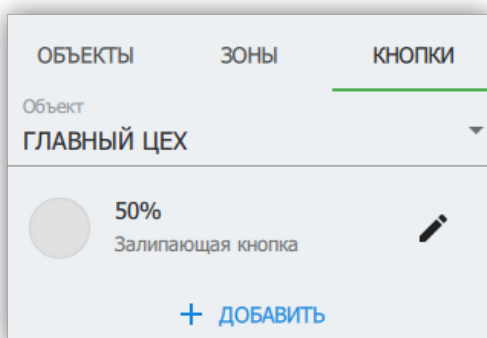 ОБЪЕКТЫ ЗОНЫ КНОПКИ
Объект
ГЛАВНЫЙ ЦЕХ
50%
Залипающая кнопка
+ ДОБАВИТЬ